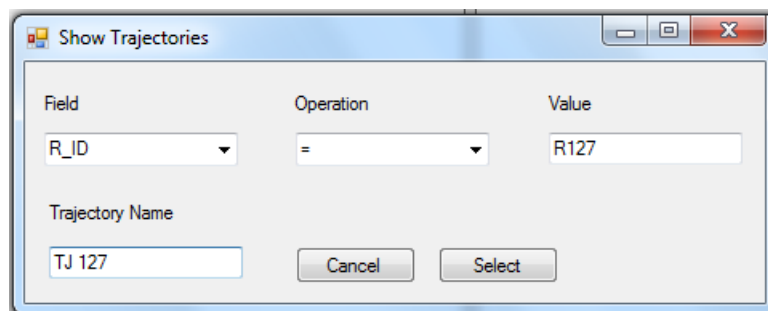 Show Trajectories
Field Operation Value
R_ID = R127
Trajectory Name
TJ 127 Cancel Select